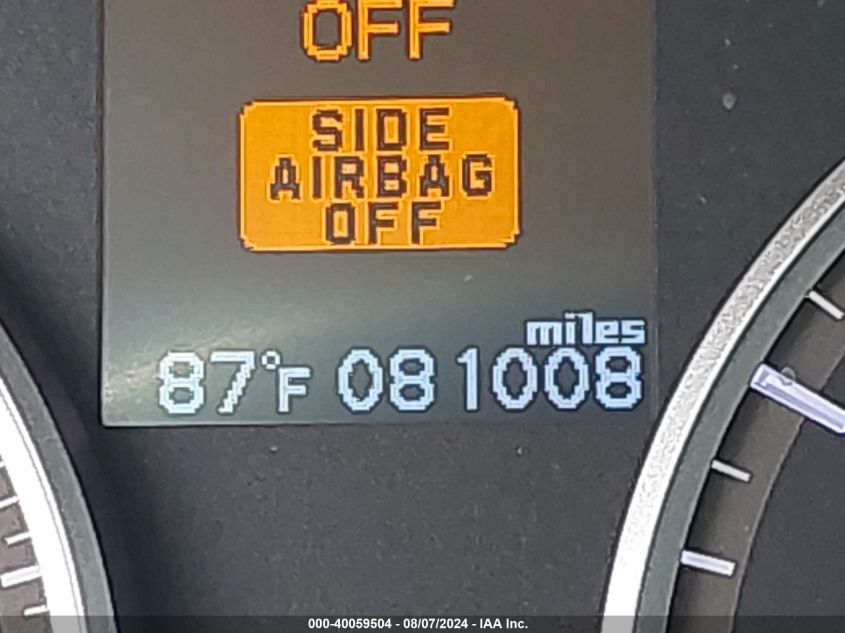 OFF
SIDE
AIRBAG
OFF
miles
87°F 081008
000-40059504 - 08/07/2024 - IAA Inc.